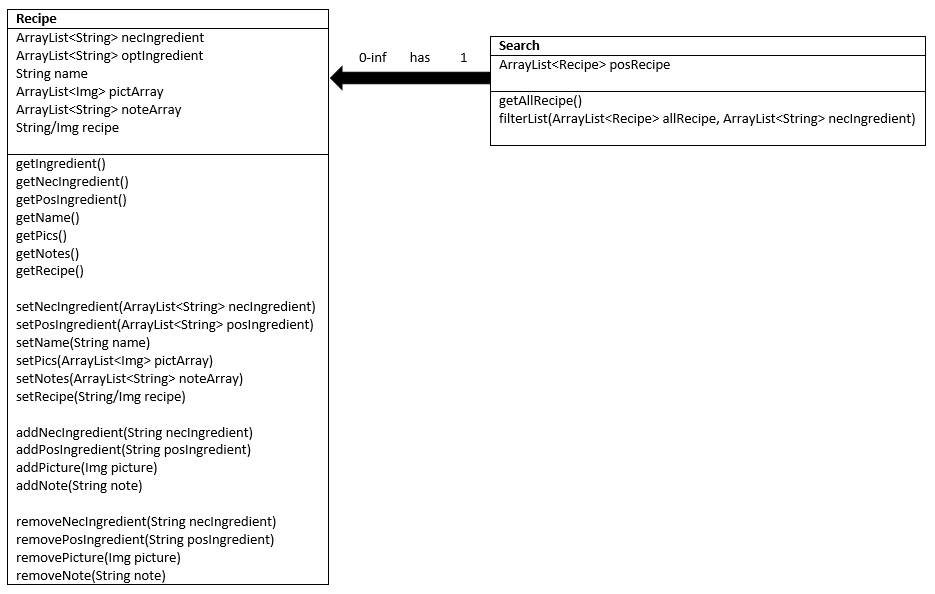 Recipe
ArrayList<String> necIngredient
ArrayList<String> optIngredient
String name
ArrayList<Img> pictArray
ArrayList<String> noteArray
String/Img recipe
getIngredient()
getNecIngredient()
getPosIngredient()
getName()
getPics()
getNotes()
getRecipe()
setNecIngredient(ArrayList<String> necIngredient)
setPosIngredient(ArrayList<String> posIngredient)
setName(String name)
setPics(ArrayList<Img> pictArray)
setNotes(ArrayList<String> noteArray)
setRecipe(String/Img recipe)
addNecIngredient(String necIngredient)
addPosIngredient(String posIngredient)
addPicture(Img picture)
addNote(String note)
removeNecIngredient(String necIngredient)
removePosIngredient(String posIngredient)
removePicture(Img picture)
removeNote(String note)
0-inf has 1
Search
ArrayList<Recipe> posRecipe
getAllRecipe()
filterList(ArrayList<Recipe> allRecipe, ArrayList<String> necIngredient)